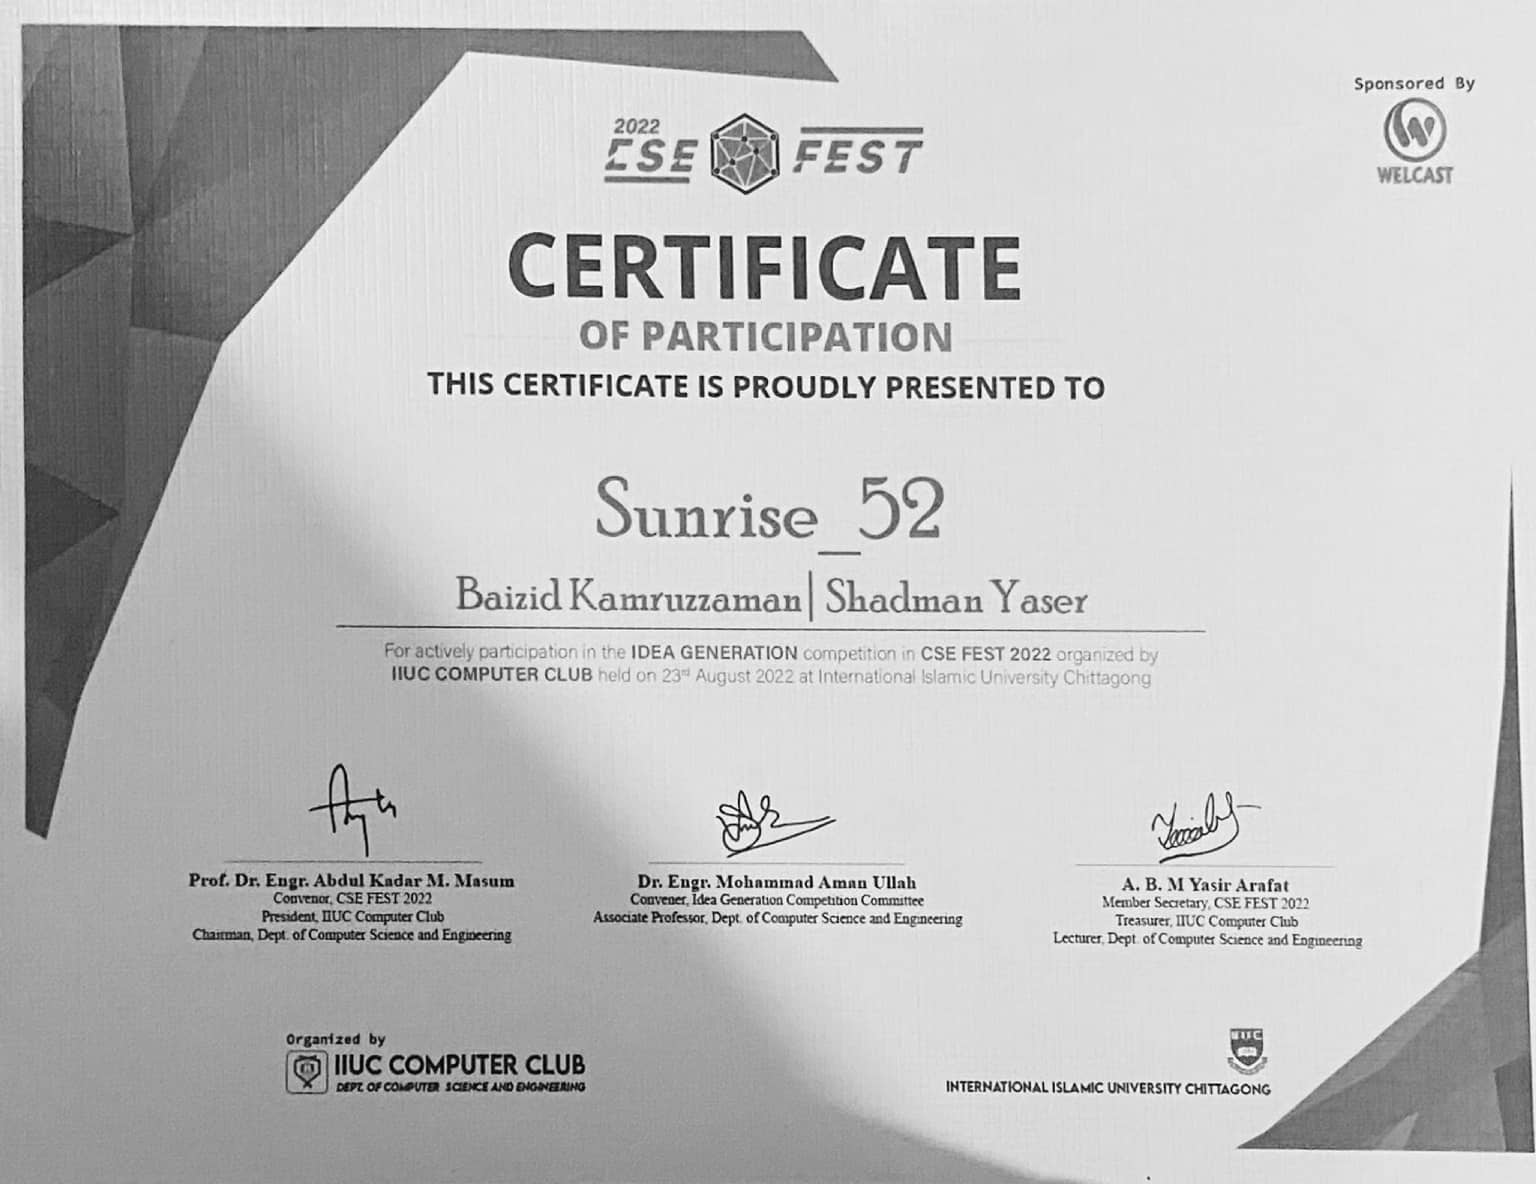 Sponsored By
WELCAST
2022
CSE FEST
CERTIFICATE
OF PARTICIPATION
THIS CERTIFICATE IS PROUDLY PRESENTED TO
Sunrise_52
Baizid Kamruzzaman | Shadman Yaser
For actively participation in the IDEA GENERATION competition in CSE FEST 2022 organized by
IIUC COMPUTER CLUB held on 23rd August 2022 at International Islamic University Chittagong
Prof. Dr. Engr. Abdul Kadar M. Masum
Convenor, CSE FEST 2022
President, IIUC Computer Club
Chairman, Dept. of Computer Science and Engineering
Dr. Engr. Mohammad Aman Ullah
Convener, Idea Generation Competition Committee
Associate Professor, Dept. of Computer Science and Engineering
A. B. M Yasir Arafat
Member Secretary, CSE FEST 2022
Treasurer, IIUC Computer Club
Lecturer, Dept. of Computer Science and Engineering
Organized by
IIUC COMPUTER CLUB
DEPT. OF COMPUTER SCIENCE AND ENGINEERING
IIUC
INTERNATIONAL ISLAMIC UNIVERSITY CHITTAGONG